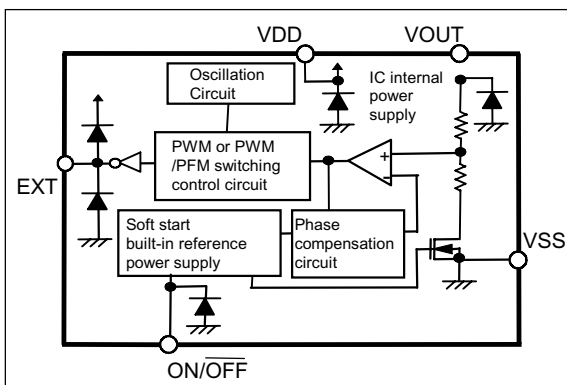 VDD
VOUT
Oscillation
Circuit
IC internal
power
supply
PWM or PWM
/PFM switching
control circuit
+
−
EXT
Soft start
built-in reference
power supply
Phase
compensation
circuit
VSS
ON/OFF